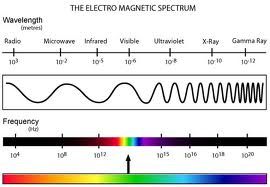 THE ELECTRO MAGNETIC SPECTRUM
Wavelength
(metres)
Radio Microwave Infrared Visible Ultraviolet X-Ray Gamma Ray
10³ 10⁻² 10⁻⁵ 10⁻⁶ 10⁻⁸ 10⁻¹⁰ 10⁻¹²
Frequency
(Hz)
10⁴ 10⁸ 10¹² 10¹⁵ 10¹⁶ 10¹⁸ 10²⁰